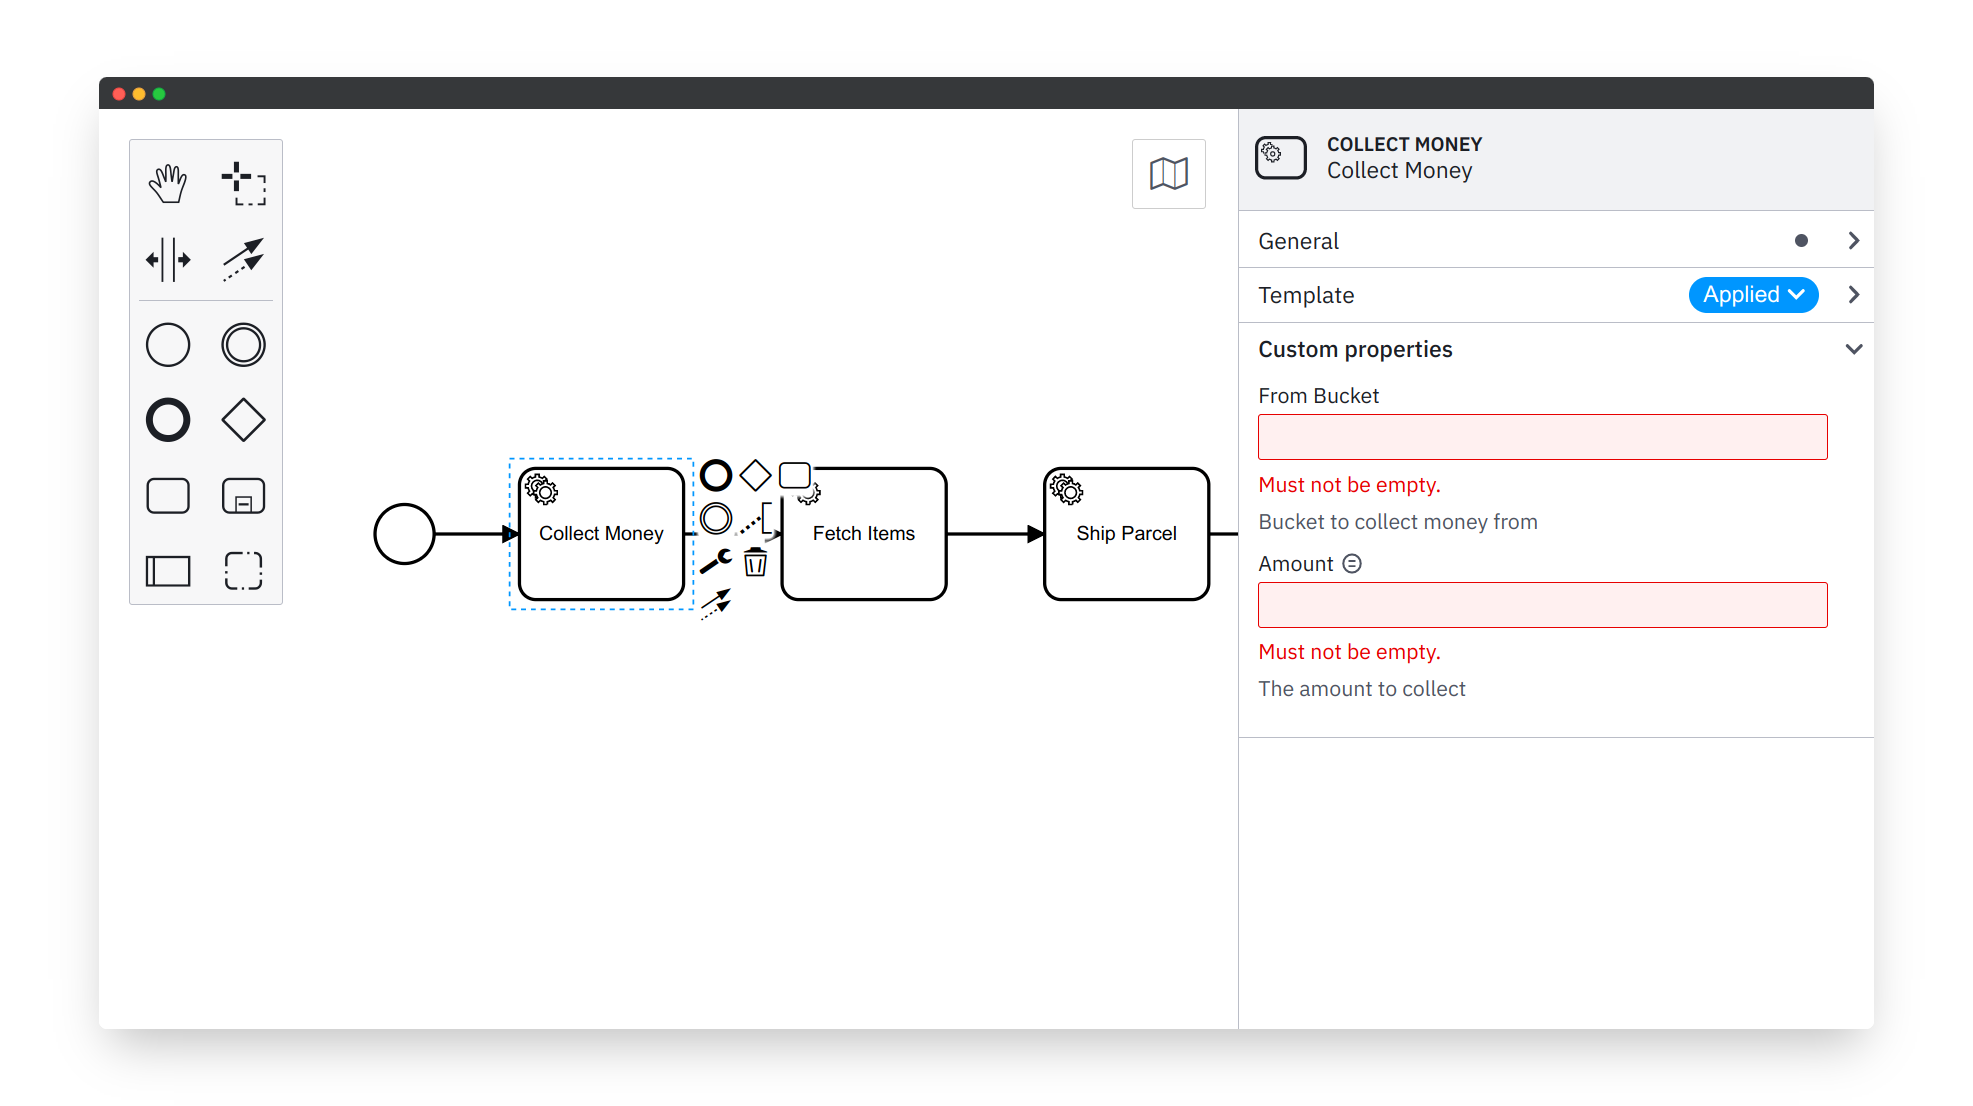 Collect Money
Fetch Items
Ship Parcel
COLLECT MONEY
Collect Money
General
Template
Applied
Custom properties
From Bucket
Must not be empty.
Bucket to collect money from
Amount
Must not be empty.
The amount to collect